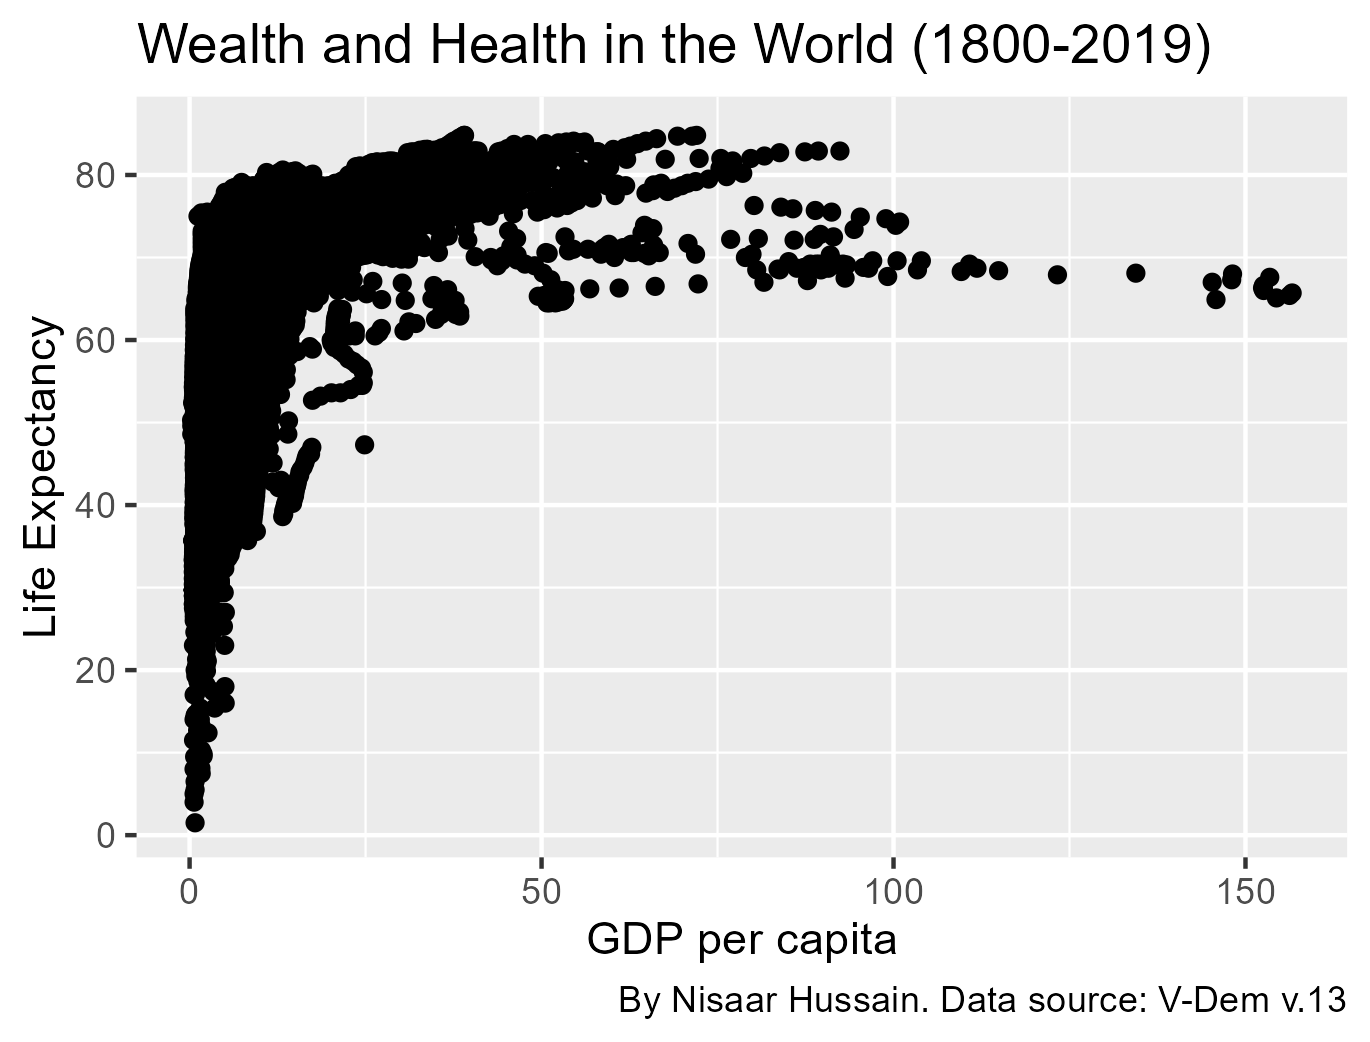 Wealth and Health in the World (1800-2019)
80
60
40
20
0
Life Expectancy
0 50 100 150
GDP per capita
By Nisaar Hussain. Data source: V-Dem v.13